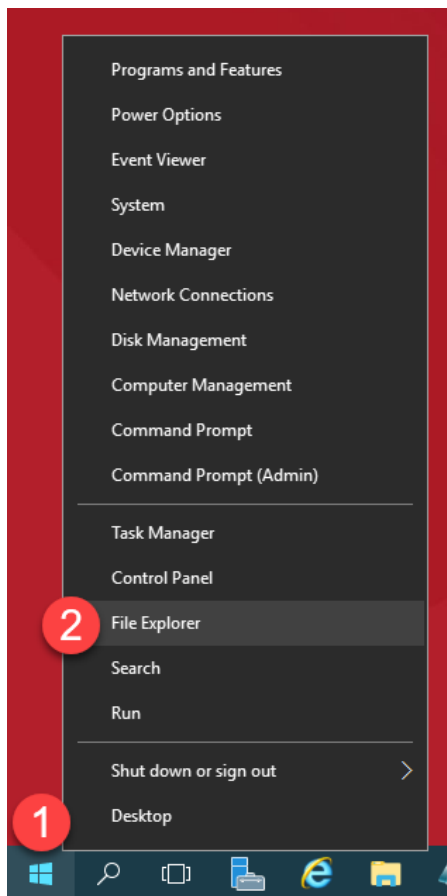 Programs and Features
Power Options
Event Viewer
System
Device Manager
Network Connections
Disk Management
Computer Management
Command Prompt
Command Prompt (Admin)
Task Manager
Control Panel
2 File Explorer
Search
Run
Shut down or sign out
1 Desktop